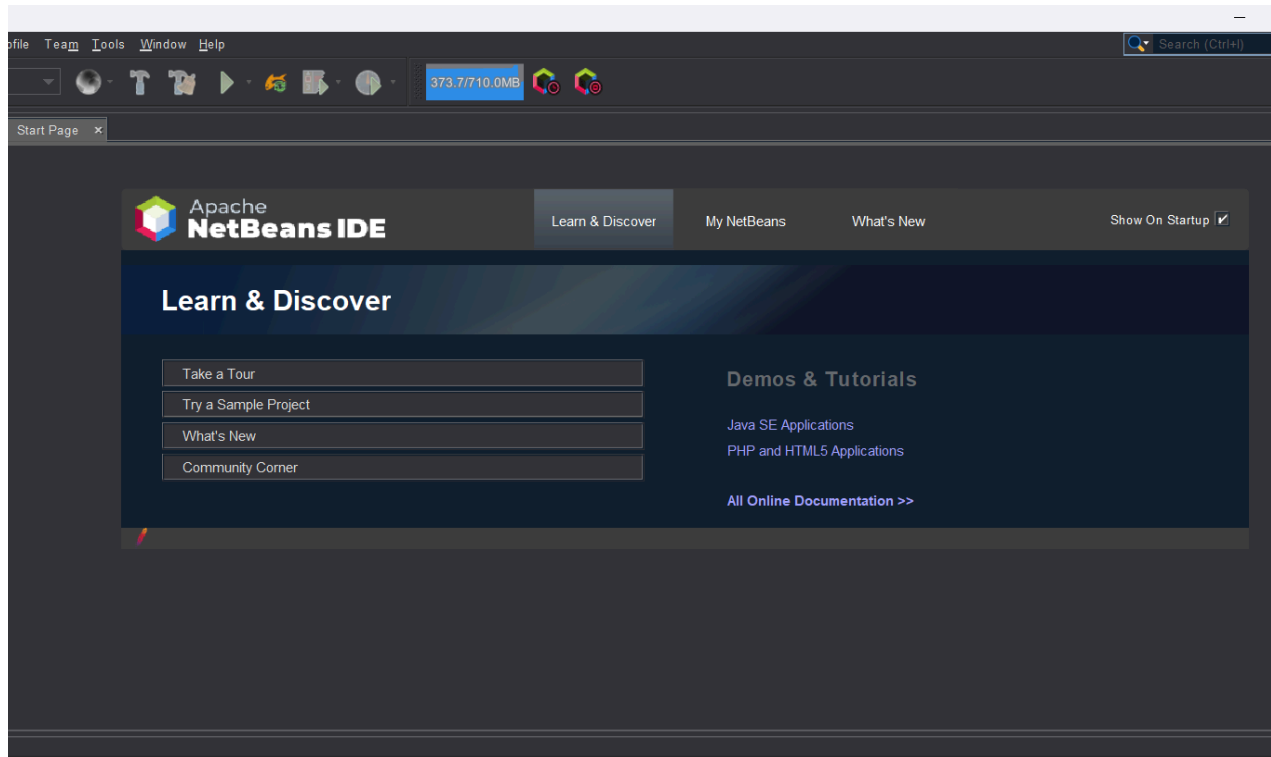 ofile Team Tools Window Help
Search (Ctrl+I)
373.7/710.0MB
Start Page
Apache
NetBeans IDE
Learn & Discover My NetBeans What's New Show On Startup
Learn & Discover
Take a Tour
Try a Sample Project
What's New
Community Corner
Demos & Tutorials
Java SE Applications
PHP and HTML5 Applications
All Online Documentation >>